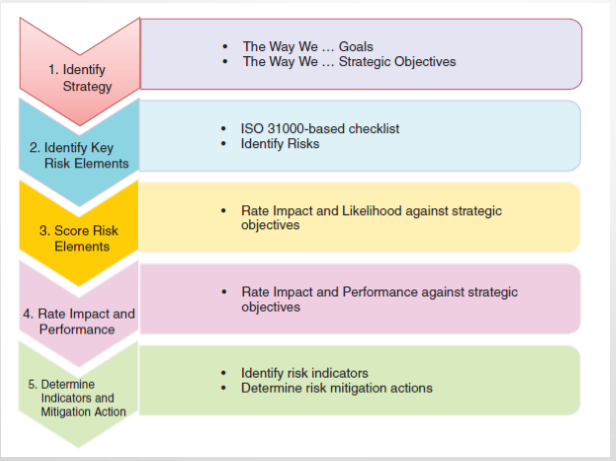 1. Identify
Strategy
• The Way We ... Goals
• The Way We ... Strategic Objectives
2. Identify Key
Risk Elements
• ISO 31000-based checklist
• Identify Risks
3. Score Risk
Elements
• Rate Impact and Likelihood against strategic
objectives
4. Rate Impact and
Performance
• Rate Impact and Performance against strategic
objectives
5. Determine
Indicators and
Mitigation Action
• Identify risk indicators
• Determine risk mitigation actions